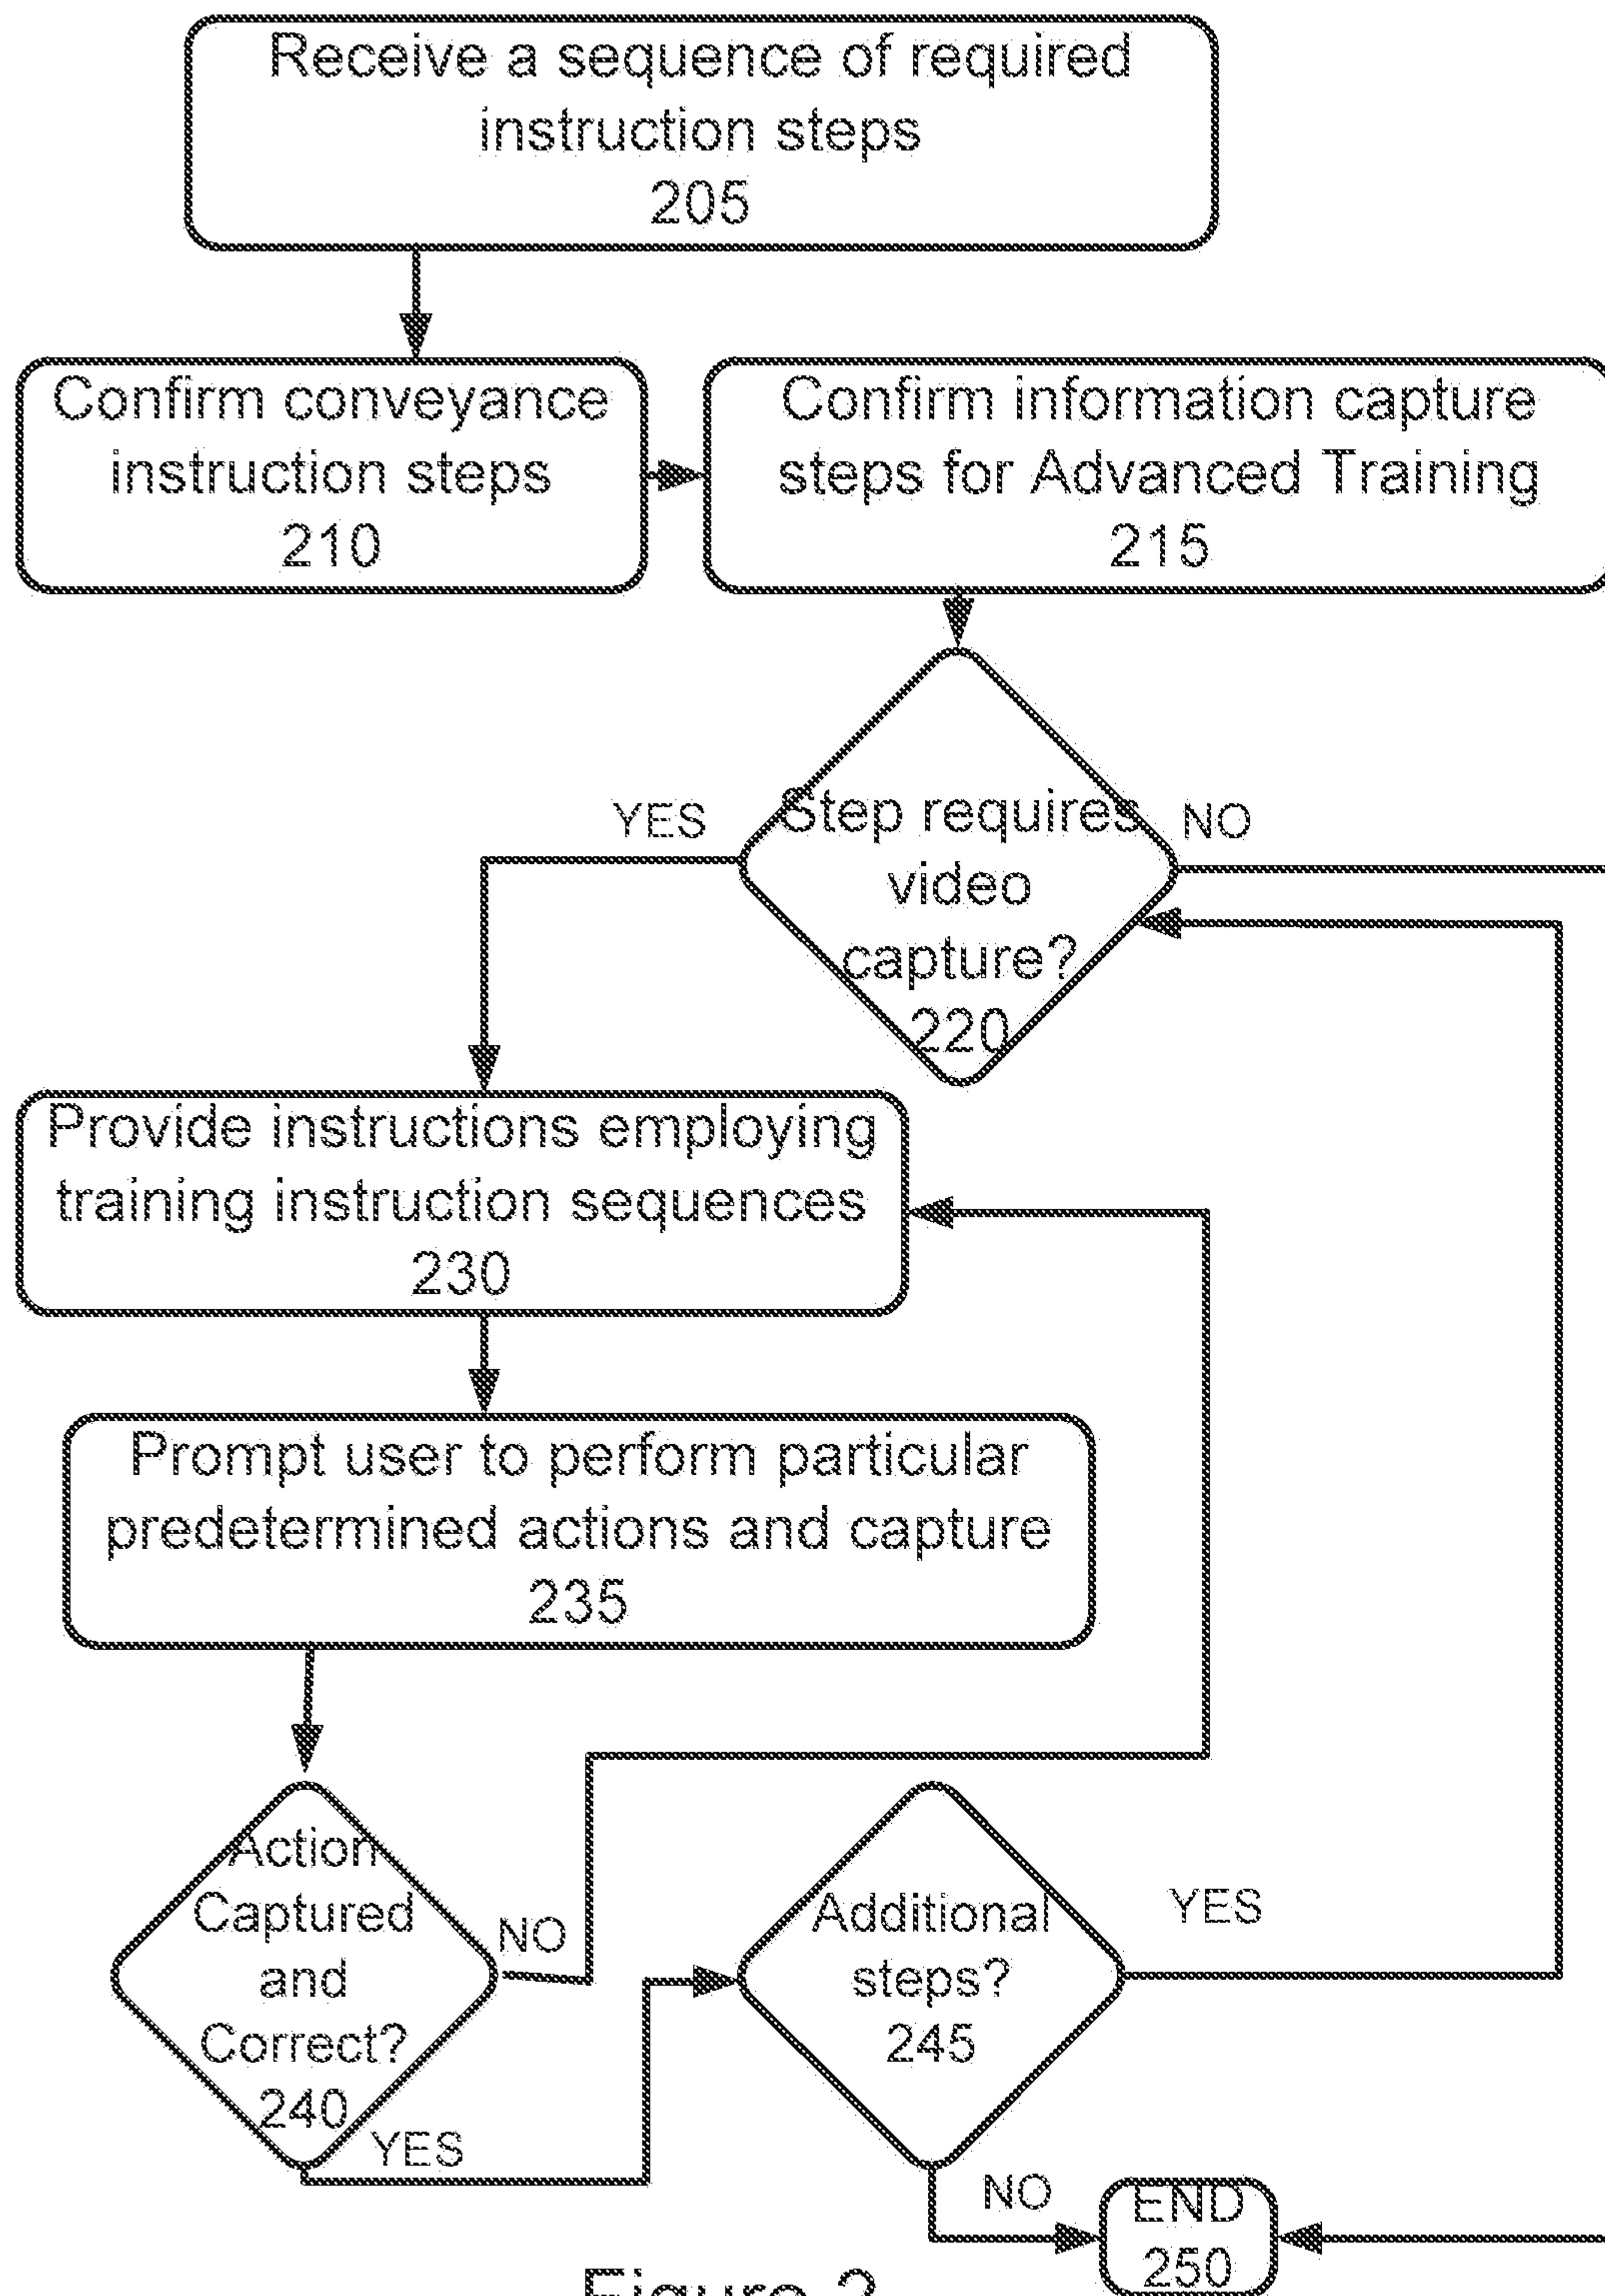 Receive a sequence of required
instruction steps
205
Confirm conveyance
instruction steps
210
Confirm information capture
steps for Advanced Training
215
YES
Step requires
video
capture?
220
NO
Provide instructions employing
training instruction sequences
230
Prompt user to perform particular
predetermined actions and capture
235
Action
Captured
and
Correct?
240
NO
YES
Additional
steps?
245
YES
NO
END
250
Figure 2